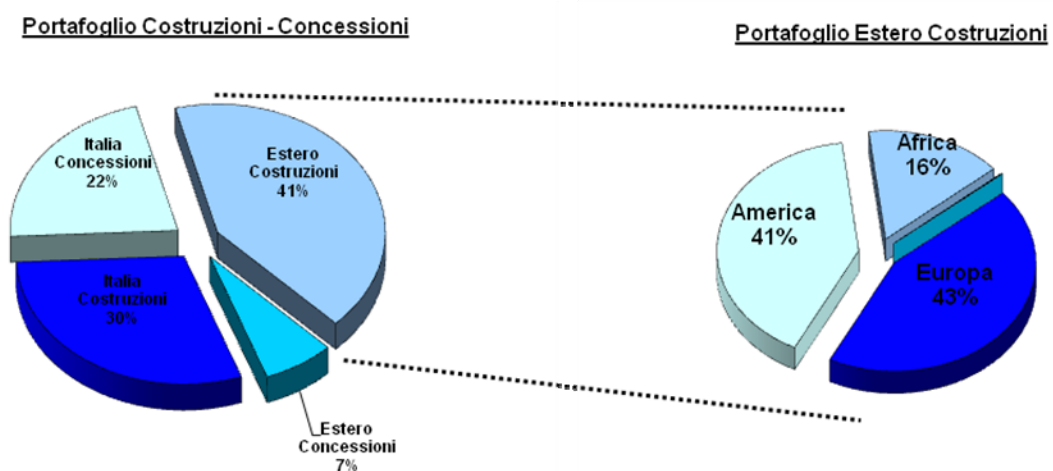 Portafoglio Costruzioni - Concessioni
Italia
Concessioni
22%
Estero
Costruzioni
41%
Italia
Costruzioni
30%
Estero
Concessioni
7%
Portafoglio Estero Costruzioni
Africa
16%
America
41%
Europa
43%